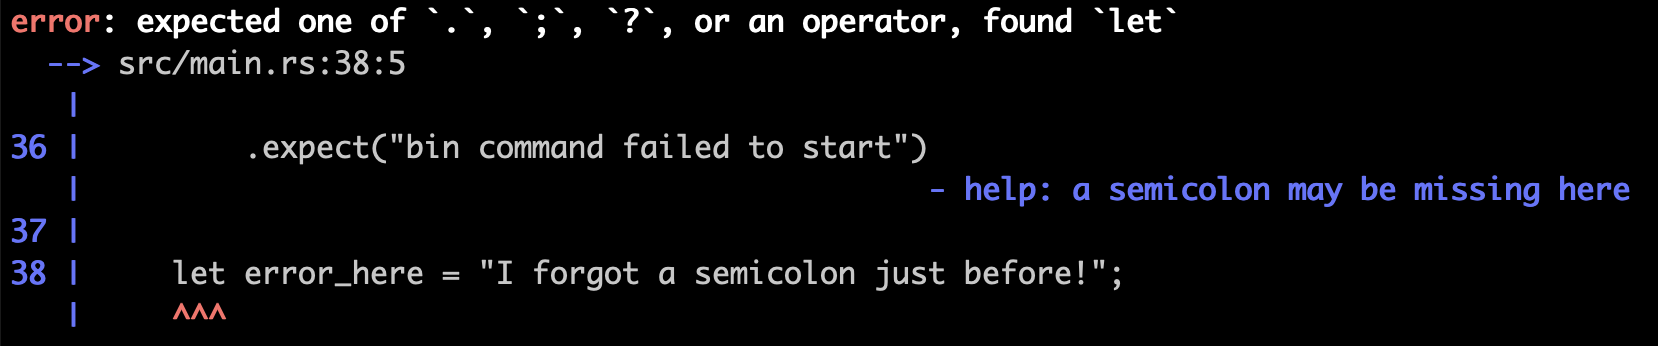 error: expected one of `.`, `;`, `?`, or an operator, found `let`
  --> src/main.rs:38:5
   |
36 |         .expect("bin command failed to start")
   |                                               - help: a semicolon may be missing here
37 |
38 |     let error_here = "I forgot a semicolon just before!";
   |     ^^^